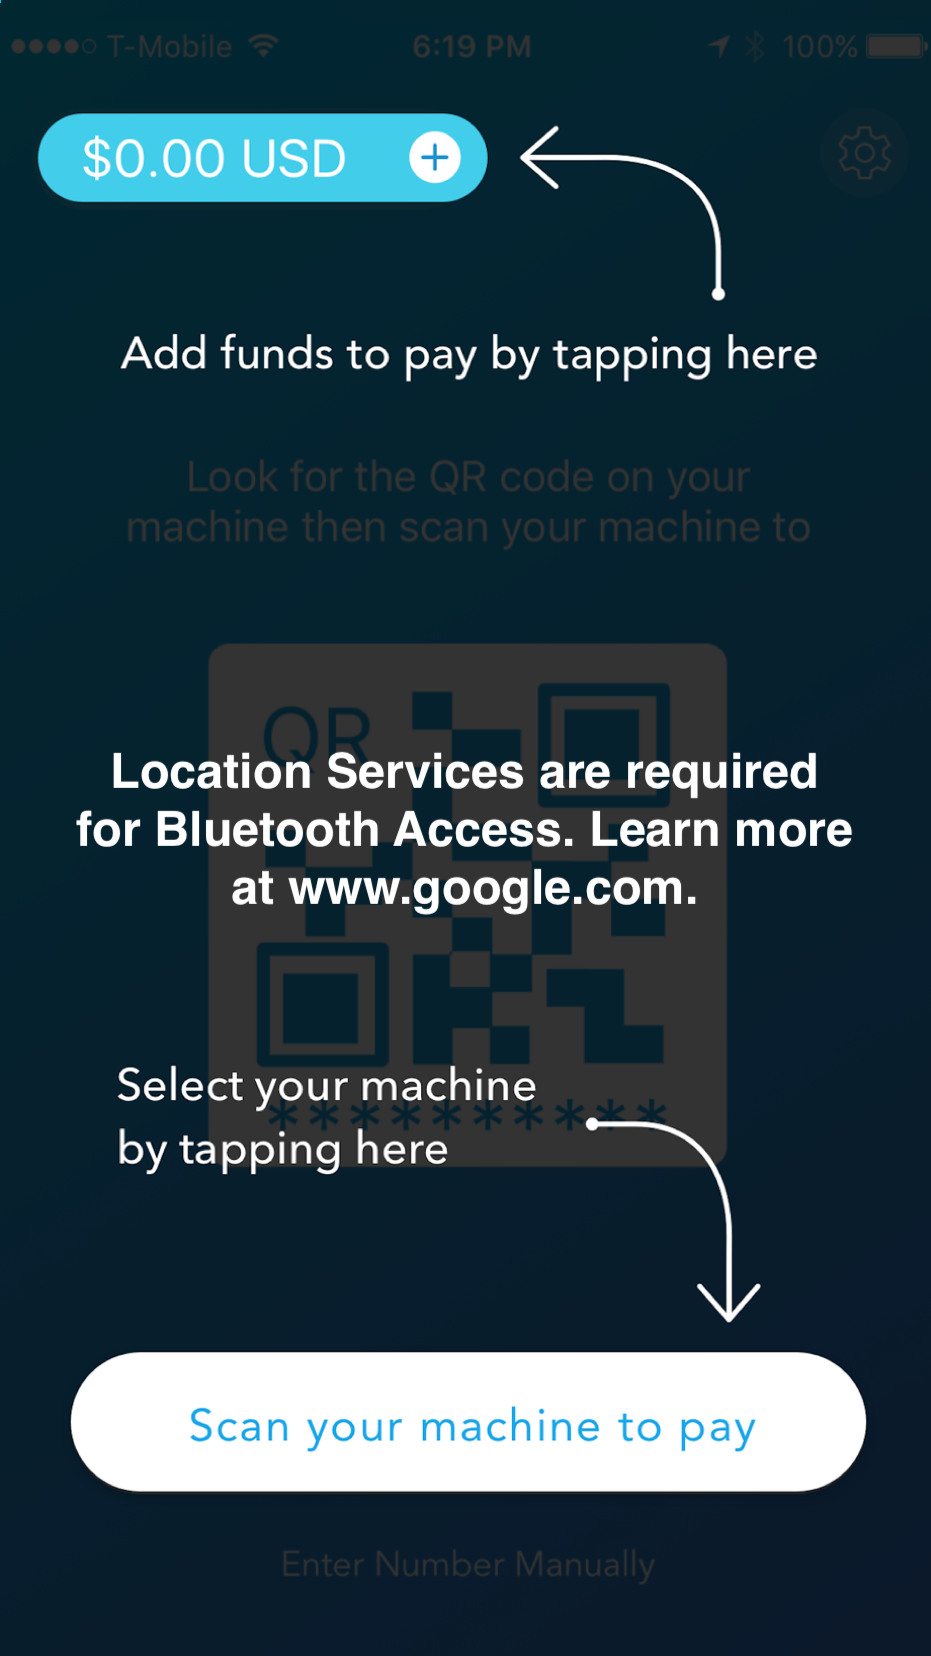 T-Mobile 6:19 PM 100%
$0.00 USD +
Add funds to pay by tapping here
Look for the QR code on your
machine then scan your machine to
QR
Location Services are required
for Bluetooth Access. Learn more
at www.google.com.
Select your machine
**********
by tapping here
Scan your machine to pay
Enter Number Manually